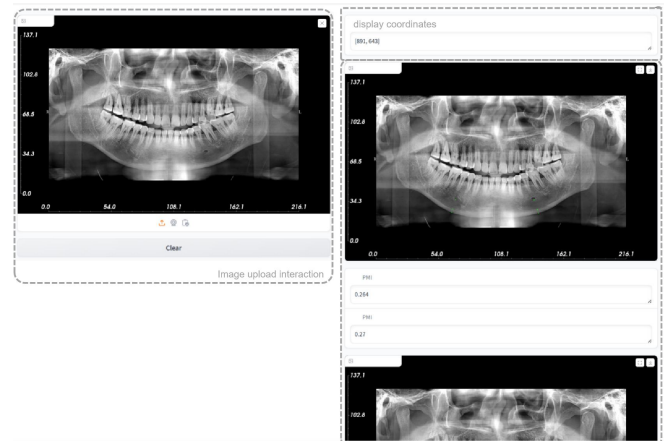 137.1
102.8
68.5
34.3
0.0
0.0 54.0 108.1 162.1 216.1
Clear
Image upload interaction
display coordinates
[891, 643]
137.1
102.8
68.5
34.3
0.0
0.0 54.0 108.1 162.1 216.1
PMI
0.264
PMI
0.27
137.1
102.8